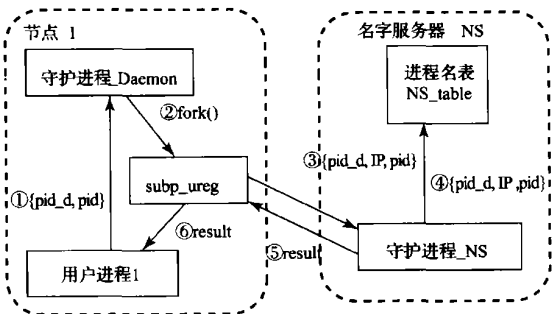 节点 1
名字服务器 NS
守护进程_Daemon
进程名表
NS_table
②fork()
③{pid_d, IP, pid}
④{pid_d, IP ,pid}
subp_ureg
①{pid_d, pid}
⑥result
⑤result
用户进程1
守护进程_NS